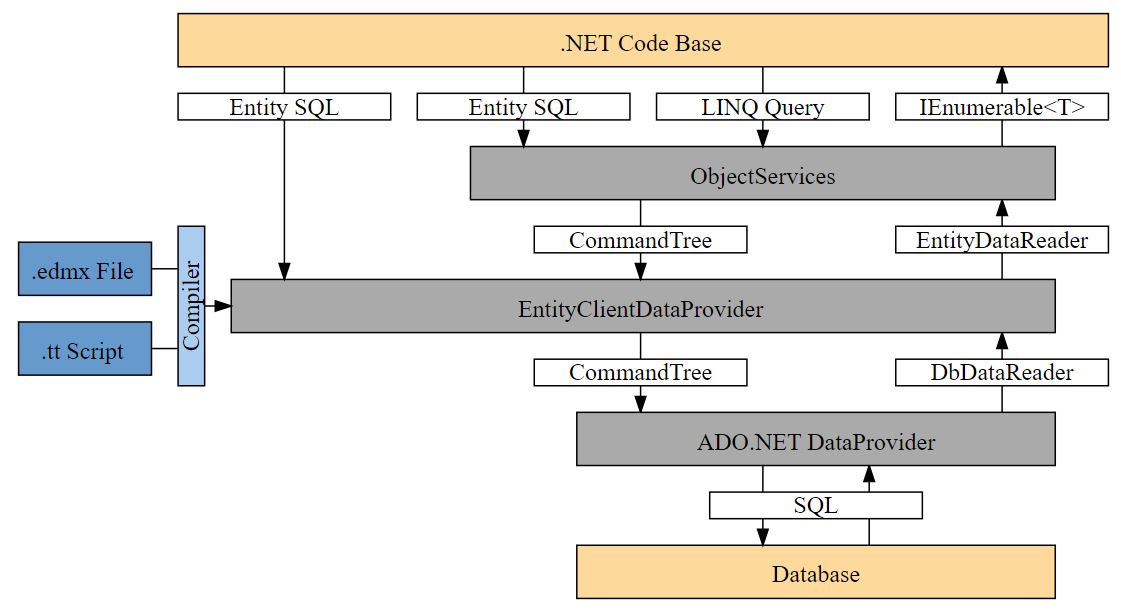 .NET Code Base
Entity SQL
Entity SQL
LINQ Query
IEnumerable<T>
ObjectServices
CommandTree
EntityDataReader
.edmx File
Compiler
EntityClientDataProvider
.tt Script
CommandTree
DbDataReader
ADO.NET DataProvider
SQL
Database